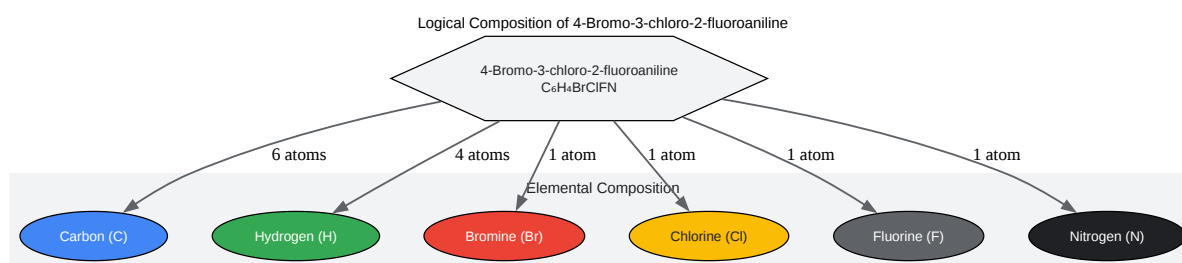 Logical Composition of 4-Bromo-3-chloro-2-fluoroaniline
4-Bromo-3-chloro-2-fluoroaniline
C₆H₄BrClFN
6 atoms
4 atoms
1 atom
1 atom
1 atom
1 atom
Elemental Composition
Carbon (C)
Hydrogen (H)
Bromine (Br)
Chlorine (Cl)
Fluorine (F)
Nitrogen (N)